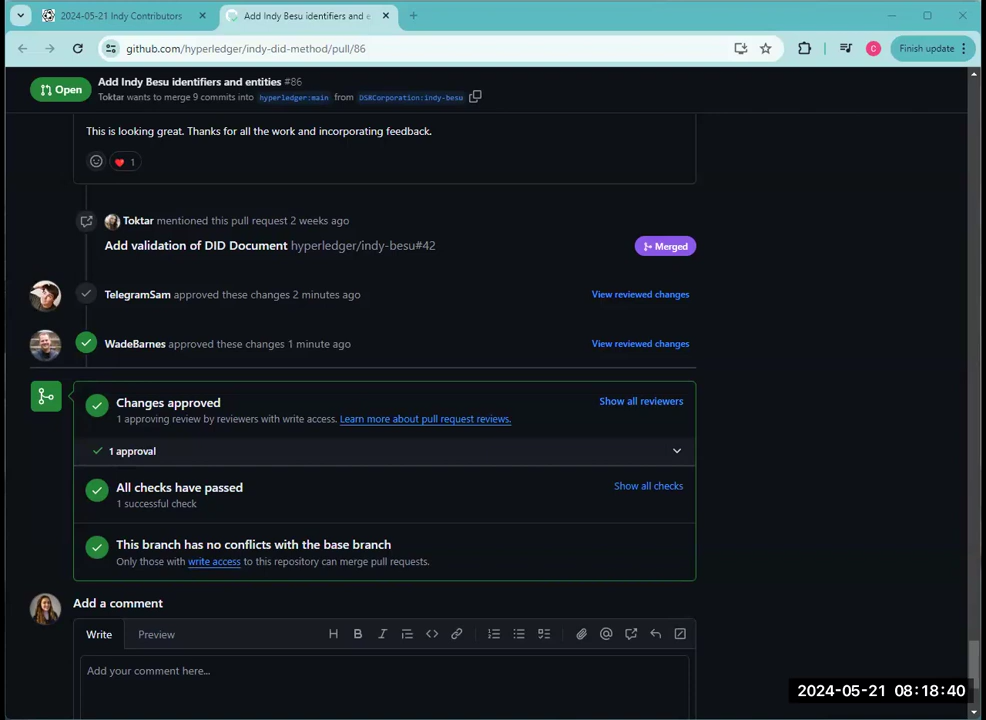 2024-05-21 Indy Contributors
Add Indy Besu identifiers and e
github.com/hyperledger/indy-did-method/pull/86
C
Finish update
Open
Add Indy Besu identifiers and entities #86
Toktar wants to merge 9 commits into hyperledger:main from DSRCorporation:indy-besu
This is looking great. Thanks for all the work and incorporating feedback.
1
Toktar mentioned this pull request 2 weeks ago
Add validation of DID Document hyperledger/indy-besu#42
Merged
TelegramSam approved these changes 2 minutes ago
View reviewed changes
WadeBarnes approved these changes 1 minute ago
View reviewed changes
Changes approved
Show all reviewers
1 approving review by reviewers with write access. Learn more about pull request reviews.
1 approval
All checks have passed
Show all checks
1 successful check
This branch has no conflicts with the base branch
Only those with write access to this repository can merge pull requests.
Add a comment
Write
Preview
Add your comment here...
2024-05-21 08:18:40